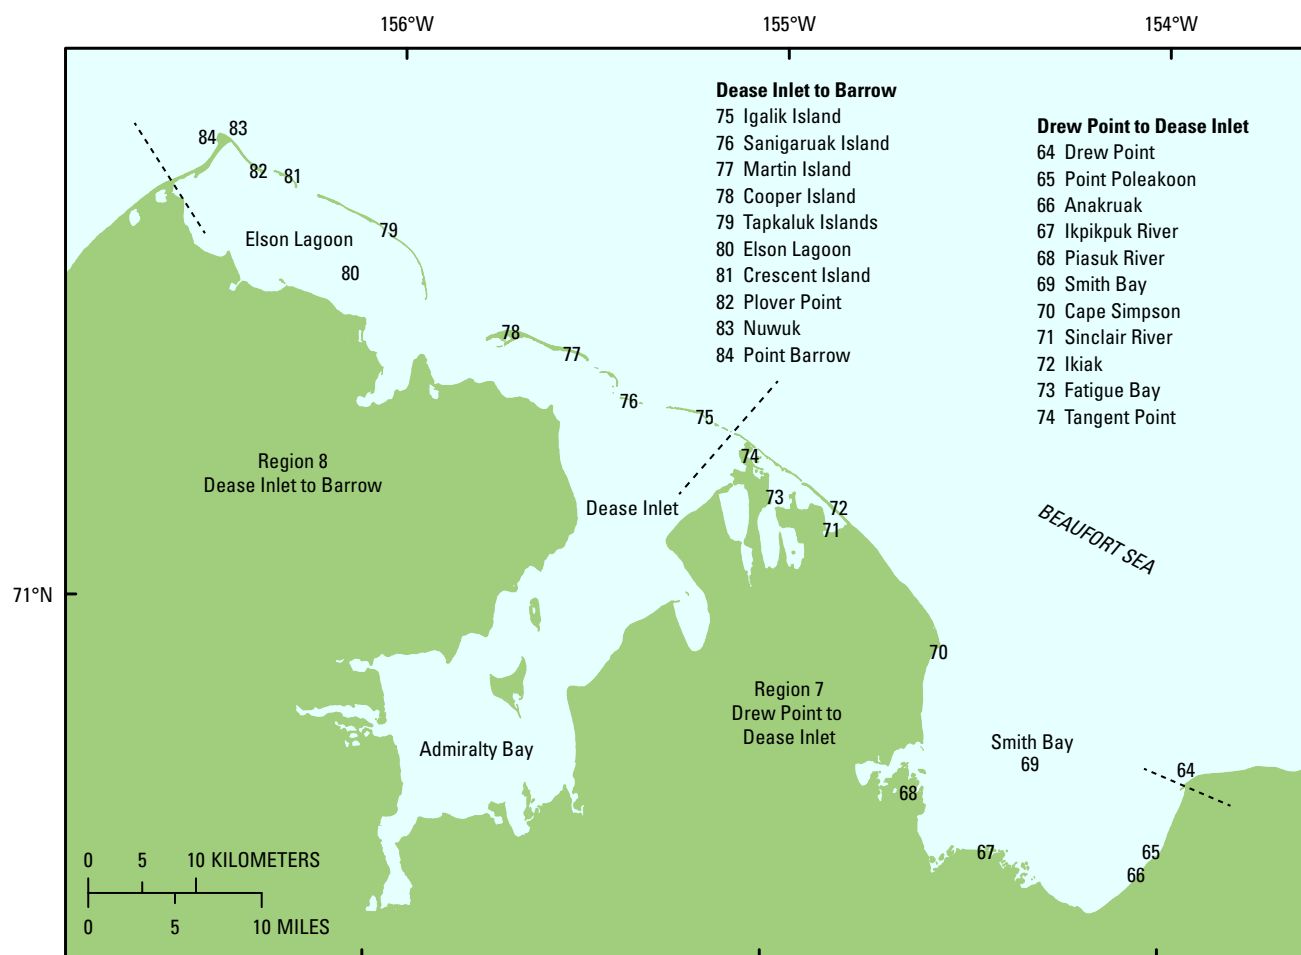 156°W
155°W
154°W
Dease Inlet to Barrow
75 Igalik Island
76 Sanigaruak Island
77 Martin Island
78 Cooper Island
79 Tapkaluk Islands
80 Elson Lagoon
81 Crescent Island
82 Plover Point
83 Nuwuk
84 Point Barrow
Drew Point to Dease Inlet
64 Drew Point
65 Point Poleakoon
66 Anakruak
67 Ikpikpuk River
68 Piasuk River
69 Smith Bay
70 Cape Simpson
71 Sinclair River
72 Ikiak
73 Fatigue Bay
74 Tangent Point
84
83
82
81
79
Elson Lagoon
80
78
77
76
75
74
73
72
71
Region 8
Dease Inlet to Barrow
Dease Inlet
BEAUFORT SEA
71°N
70
Region 7
Drew Point to
Dease Inlet
Admiralty Bay
Smith Bay
69
64
68
67
65
66
0 5 10 KILOMETERS
0 5 10 MILES